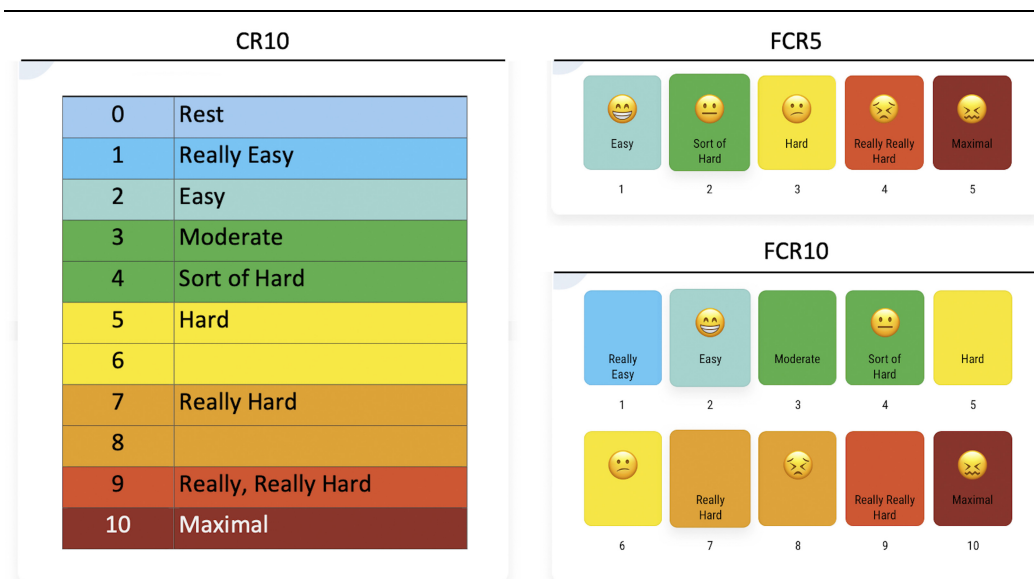 CR10
0 Rest
1 Really Easy
2 Easy
3 Moderate
4 Sort of Hard
5 Hard
6
7 Really Hard
8
9 Really, Really Hard
10 Maximal
FCR5
Easy
Sort of
Hard
Hard
Really Really
Hard
Maximal
1 2 3 4 5
FCR10
Really
Easy
Easy
Moderate
Sort of
Hard
Hard
1 2 3 4 5
Really
Hard
Really Really
Hard
Maximal
6 7 8 9 10